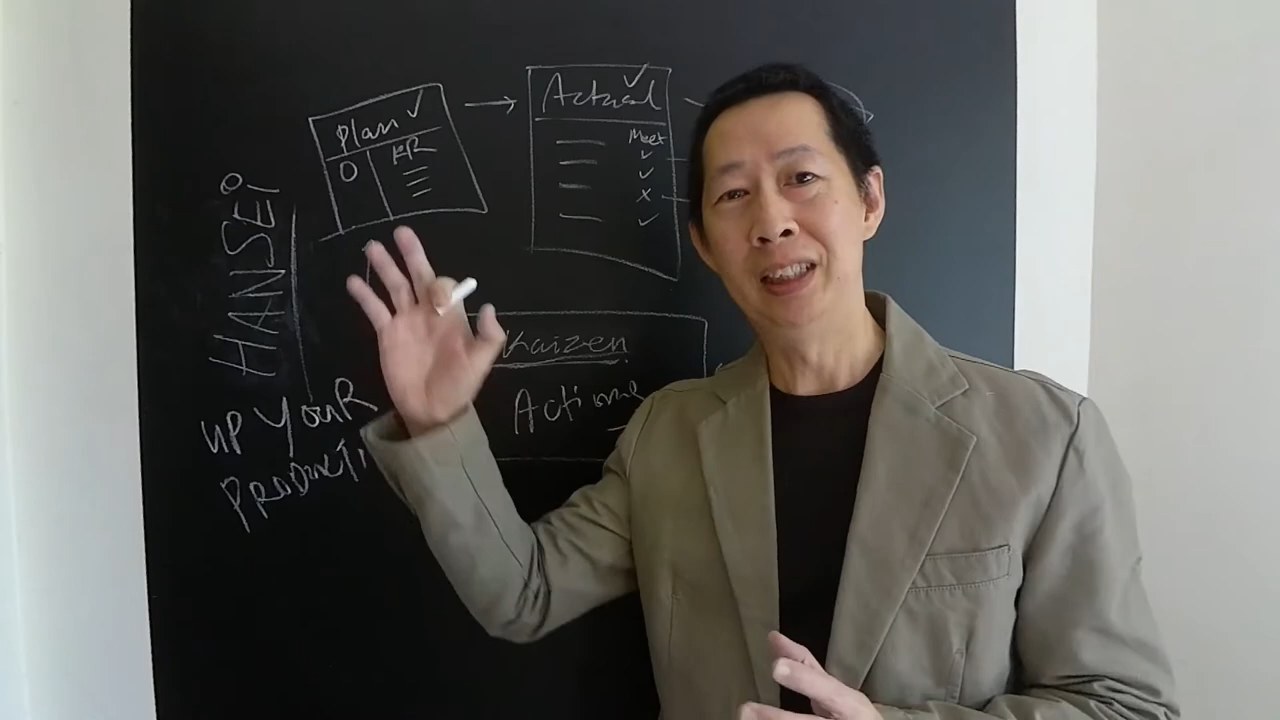 HANSEi
UP YouR
Plan ✓
O KR
Actual ✓
Meet
✓
✓
x
✓
Kaizen
Actions